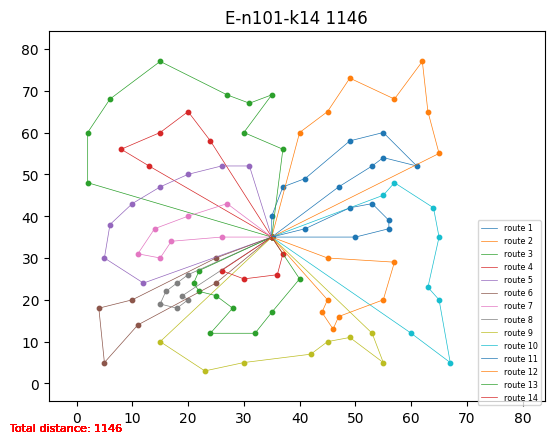 E-n101-k14 1146
80
70
60
50
40
30
20
10
0
0 10 20 30 40 50 60 70 80
route 1
route 2
route 3
route 4
route 5
route 6
route 7
route 8
route 9
route 10
route 11
route 12
route 13
route 14
Total distance: 1146